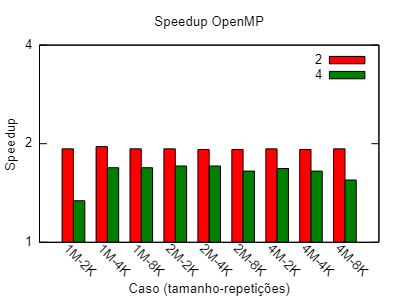 Speedup OpenMP
4
2
1
2
4
Speedup
1M-2K
1M-4K
1M-8K
2M-2K
2M-4K
2M-8K
4M-2K
4M-4K
4M-8K
Caso (tamanho-repetições)